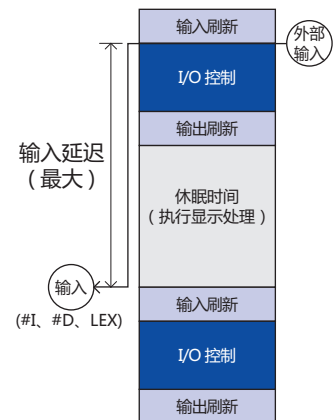 输入刷新
外部
输入
I/O 控制
输出刷新
输入延迟
（最大）
休眠时间
（执行显示处理）
输入
(#I、#D、LEX)
输入刷新
I/O 控制
输出刷新